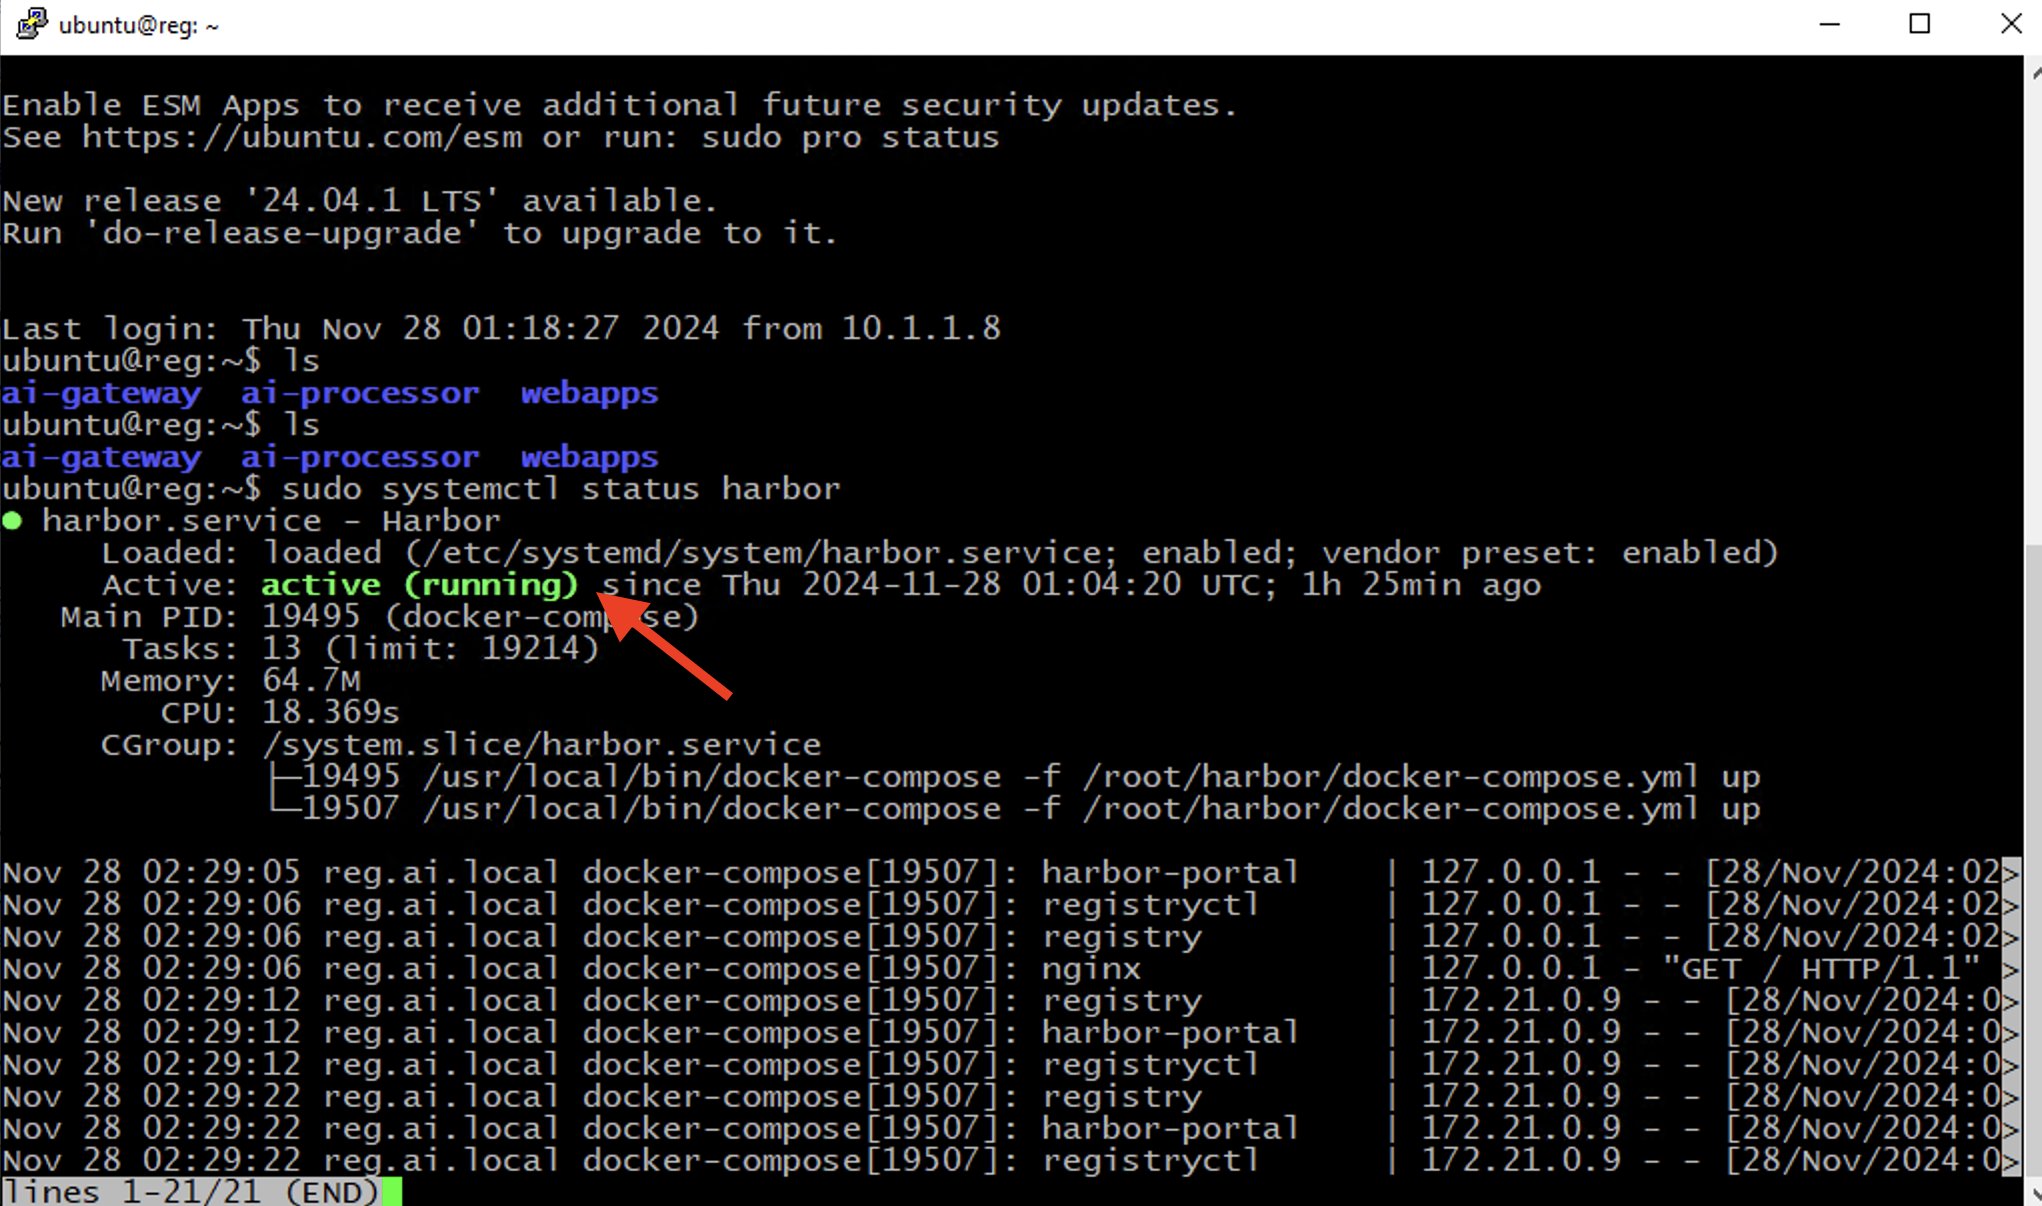 ubuntu@reg: ~
Enable ESM Apps to receive additional future security updates.
See https://ubuntu.com/esm or run: sudo pro status
New release '24.04.1 LTS' available.
Run 'do-release-upgrade' to upgrade to it.
Last login: Thu Nov 28 01:18:27 2024 from 10.1.1.8
ubuntu@reg:~$ ls
ai-gateway  ai-processor  webapps
ubuntu@reg:~$ ls
ai-gateway  ai-processor  webapps
ubuntu@reg:~$ sudo systemctl status harbor
● harbor.service - Harbor
     Loaded: loaded (/etc/systemd/system/harbor.service; enabled; vendor preset: enabled)
     Active: active (running) since Thu 2024-11-28 01:04:20 UTC; 1h 25min ago
   Main PID: 19495 (docker-compose)
      Tasks: 13 (limit: 19214)
     Memory: 64.7M
        CPU: 18.369s
     CGroup: /system.slice/harbor.service
             ├─19495 /usr/local/bin/docker-compose -f /root/harbor/docker-compose.yml up
             └─19507 /usr/local/bin/docker-compose -f /root/harbor/docker-compose.yml up
Nov 28 02:29:05 reg.ai.local docker-compose[19507]: harbor-portal    | 127.0.0.1 - - [28/Nov/2024:02>
Nov 28 02:29:06 reg.ai.local docker-compose[19507]: registryctl      | 127.0.0.1 - - [28/Nov/2024:02>
Nov 28 02:29:06 reg.ai.local docker-compose[19507]: registry         | 127.0.0.1 - - [28/Nov/2024:02>
Nov 28 02:29:06 reg.ai.local docker-compose[19507]: nginx            | 127.0.0.1 - "GET / HTTP/1.1" >
Nov 28 02:29:12 reg.ai.local docker-compose[19507]: registry         | 172.21.0.9 - - [28/Nov/2024:0>
Nov 28 02:29:12 reg.ai.local docker-compose[19507]: harbor-portal    | 172.21.0.9 - - [28/Nov/2024:0>
Nov 28 02:29:12 reg.ai.local docker-compose[19507]: registryctl      | 172.21.0.9 - - [28/Nov/2024:0>
Nov 28 02:29:22 reg.ai.local docker-compose[19507]: registry         | 172.21.0.9 - - [28/Nov/2024:0>
Nov 28 02:29:22 reg.ai.local docker-compose[19507]: harbor-portal    | 172.21.0.9 - - [28/Nov/2024:0>
Nov 28 02:29:22 reg.ai.local docker-compose[19507]: registryctl      | 172.21.0.9 - - [28/Nov/2024:0>
lines 1-21/21 (END)